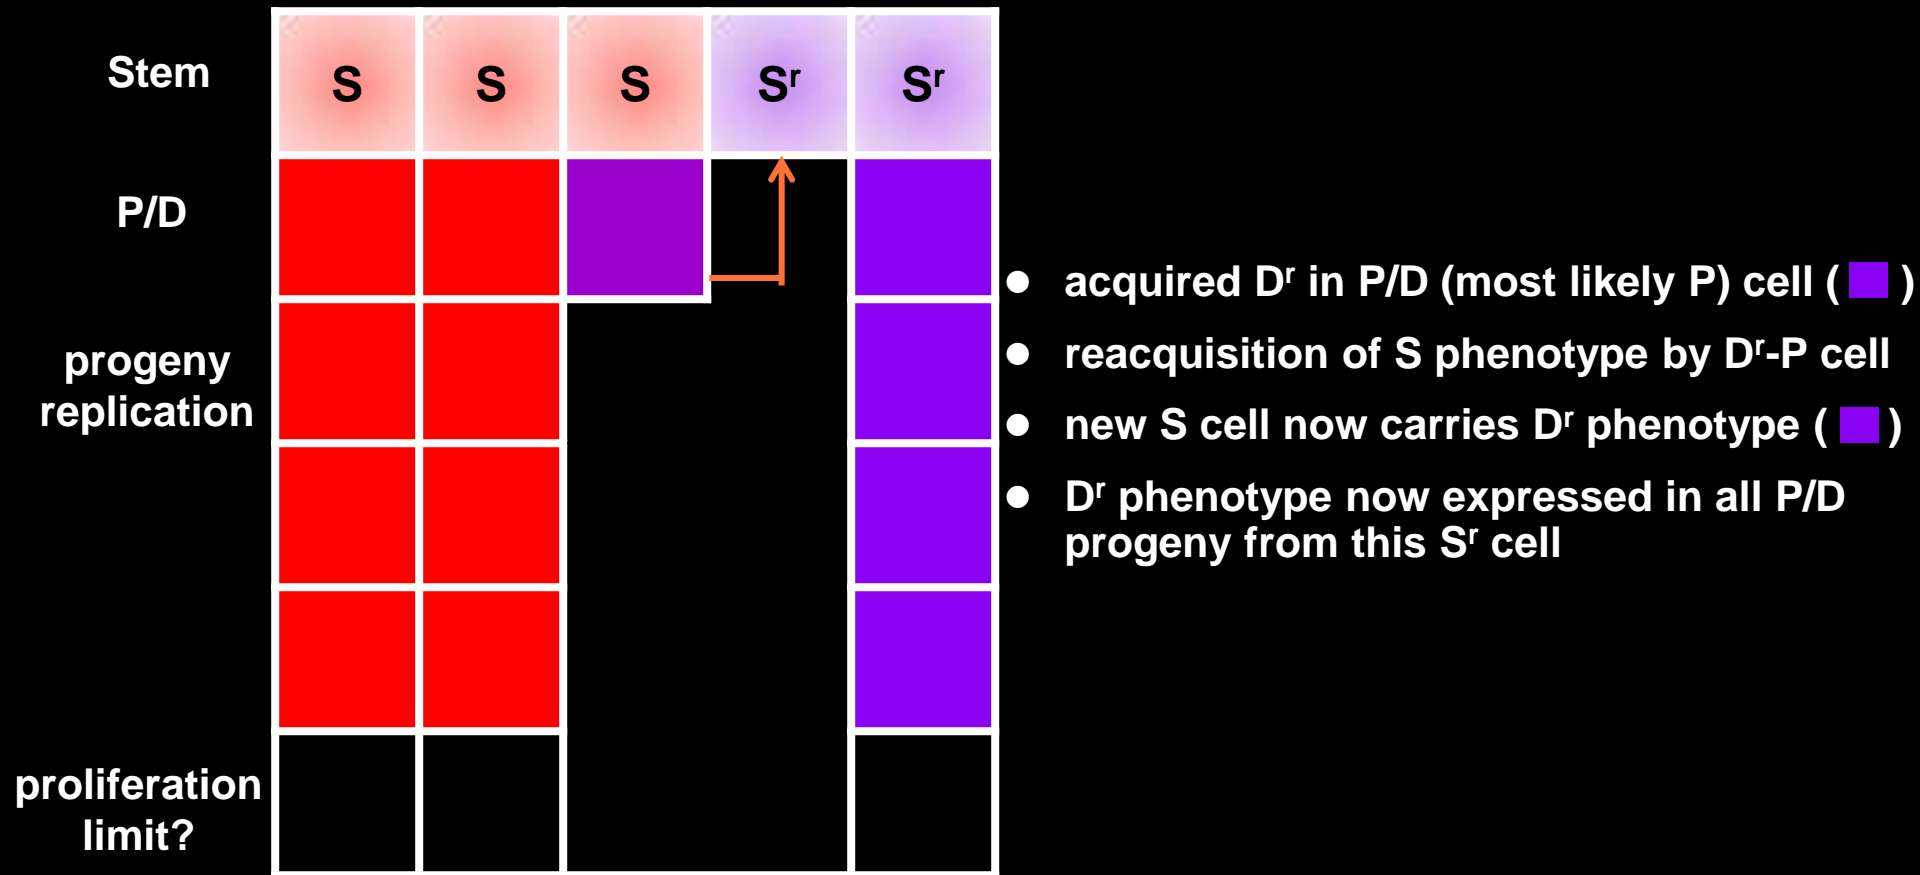 Stem
S S S Sʳ Sʳ
P/D
progeny
replication
proliferation
limit?
● acquired Dʳ in P/D (most likely P) cell ( )
● reacquisition of S phenotype by Dʳ-P cell
● new S cell now carries Dʳ phenotype ( )
● Dʳ phenotype now expressed in all P/D
progeny from this Sʳ cell